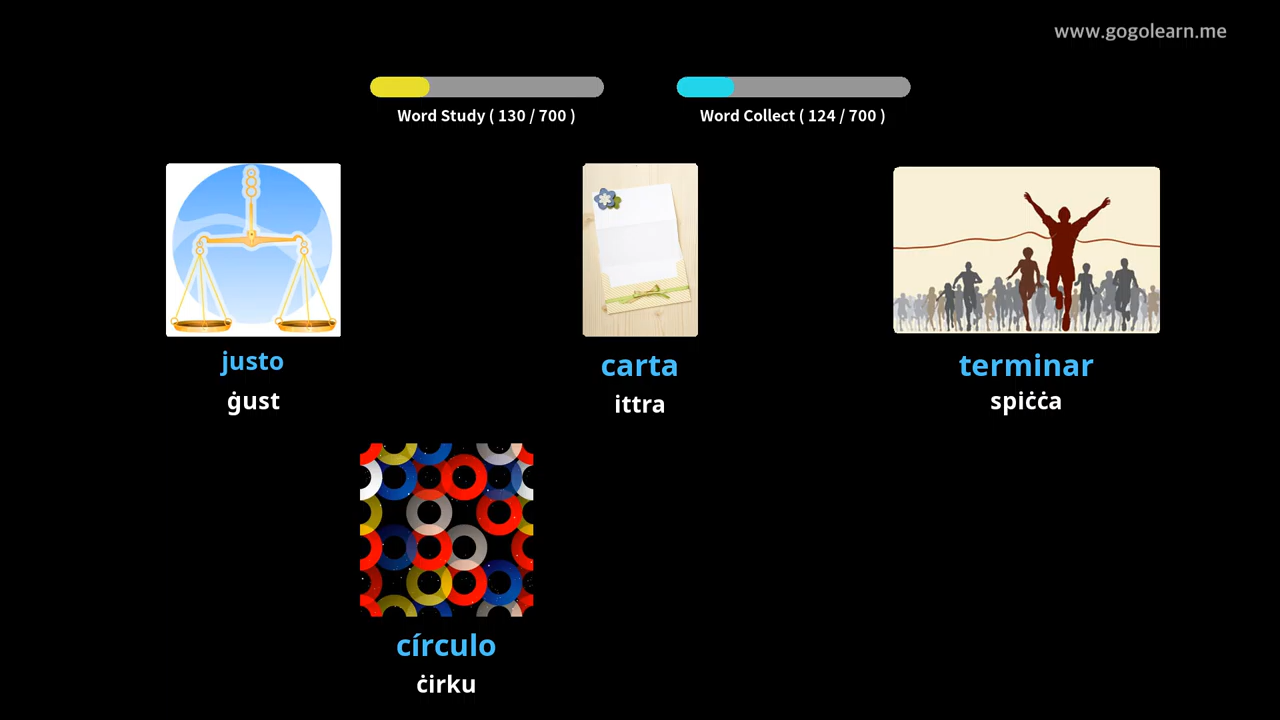 www.gogolearn.me
Word Study ( 130 / 700 )
Word Collect ( 124 / 700 )
justo
ġust
carta
ittra
terminar
spiċċa
círculo
ċirku